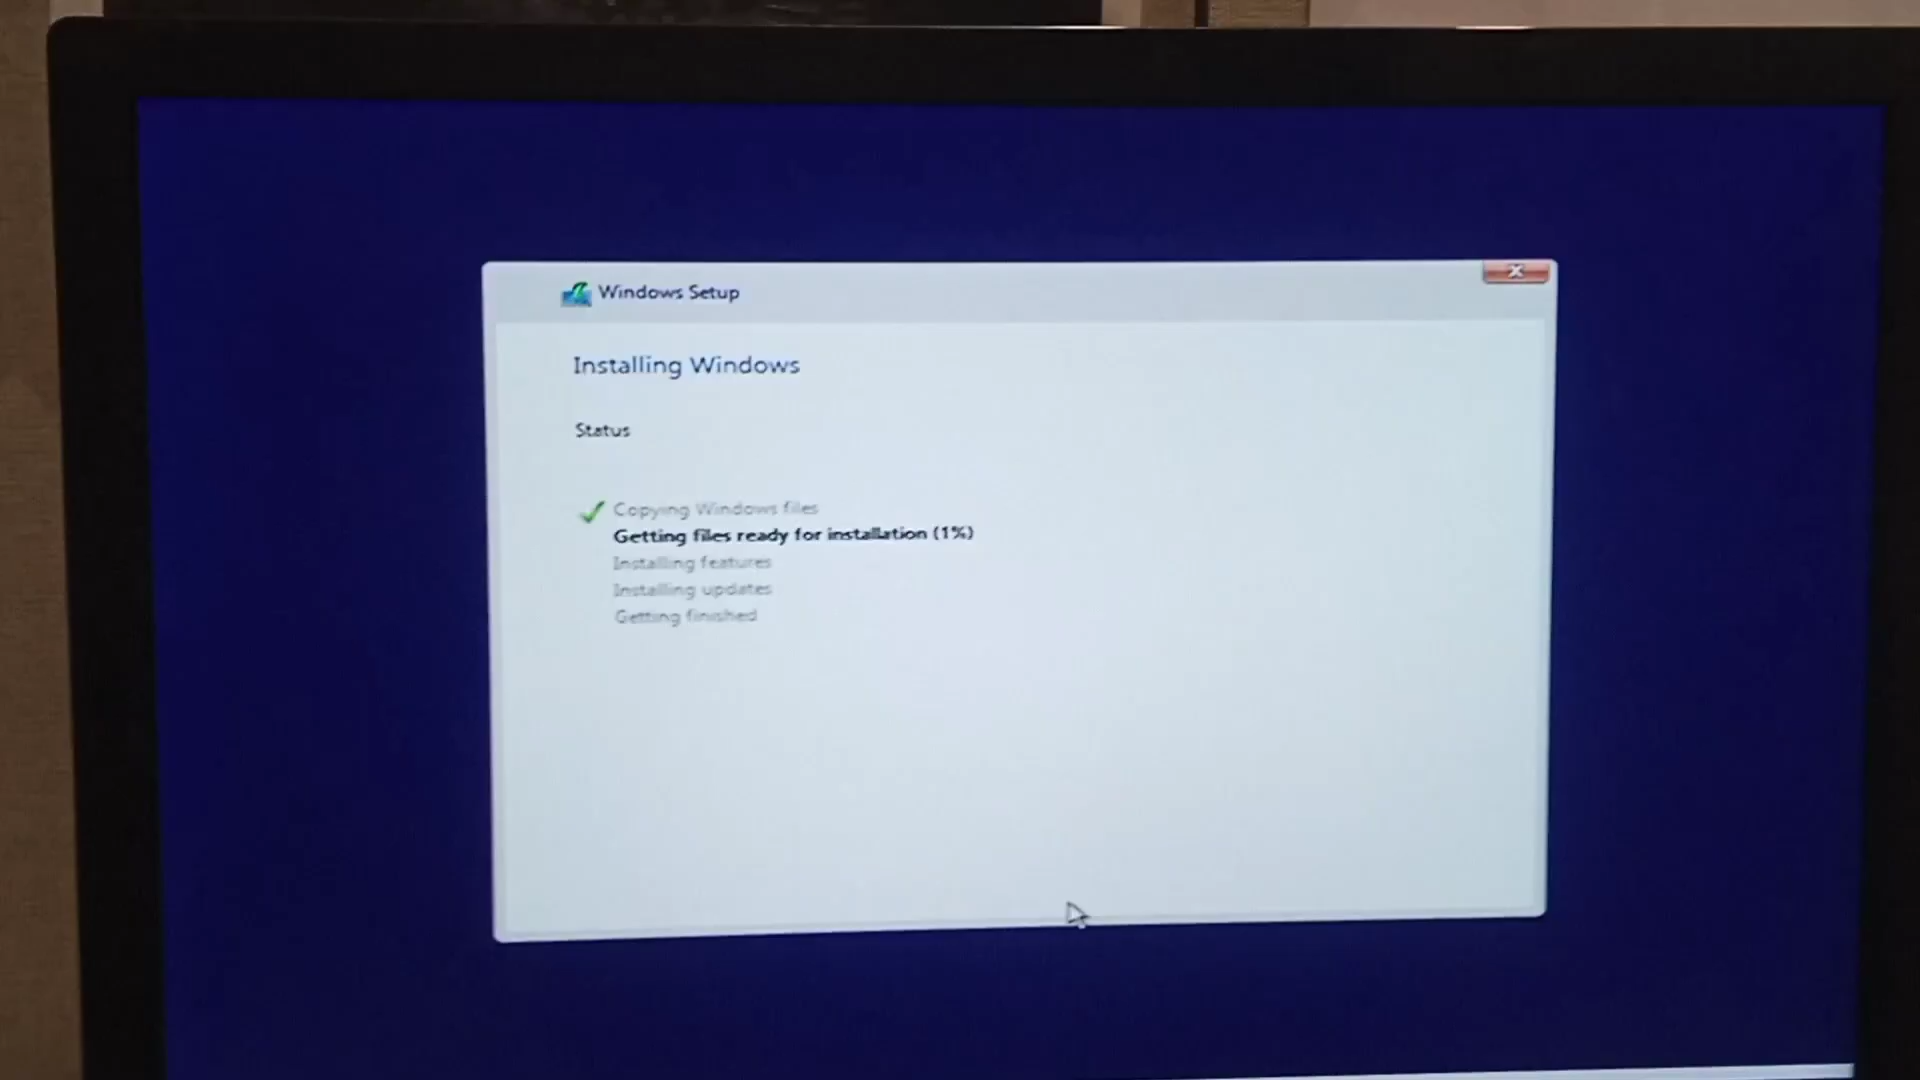 Windows Setup
Installing Windows
Status
Copying Windows files
Getting files ready for installation (1%)
Installing features
Installing updates
Getting finished